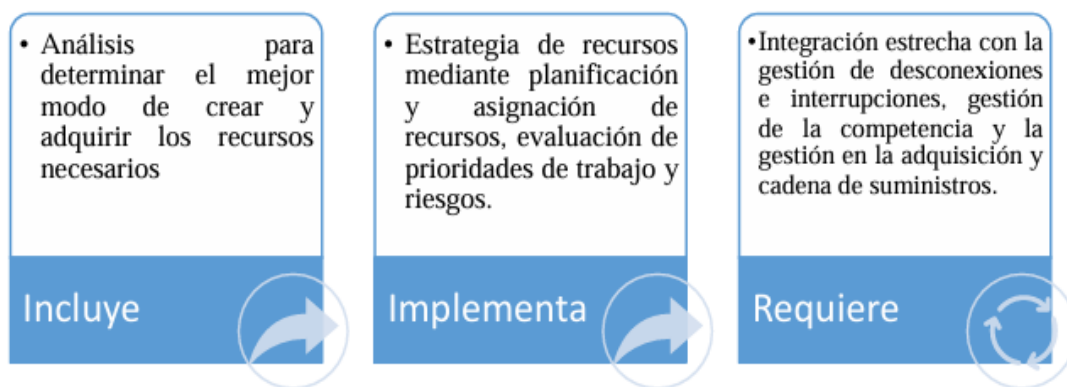 • Análisis para
determinar el mejor
modo de crear y
adquirir los recursos
necesarios
Incluye
• Estrategia de recursos
mediante planificación
y asignación de
recursos, evaluación de
prioridades de trabajo y
riesgos.
Implementa
•Integración estrecha con la
gestión de desconexiones
e interrupciones, gestión
de la competencia y la
gestión en la adquisición y
cadena de suministros.
Requiere